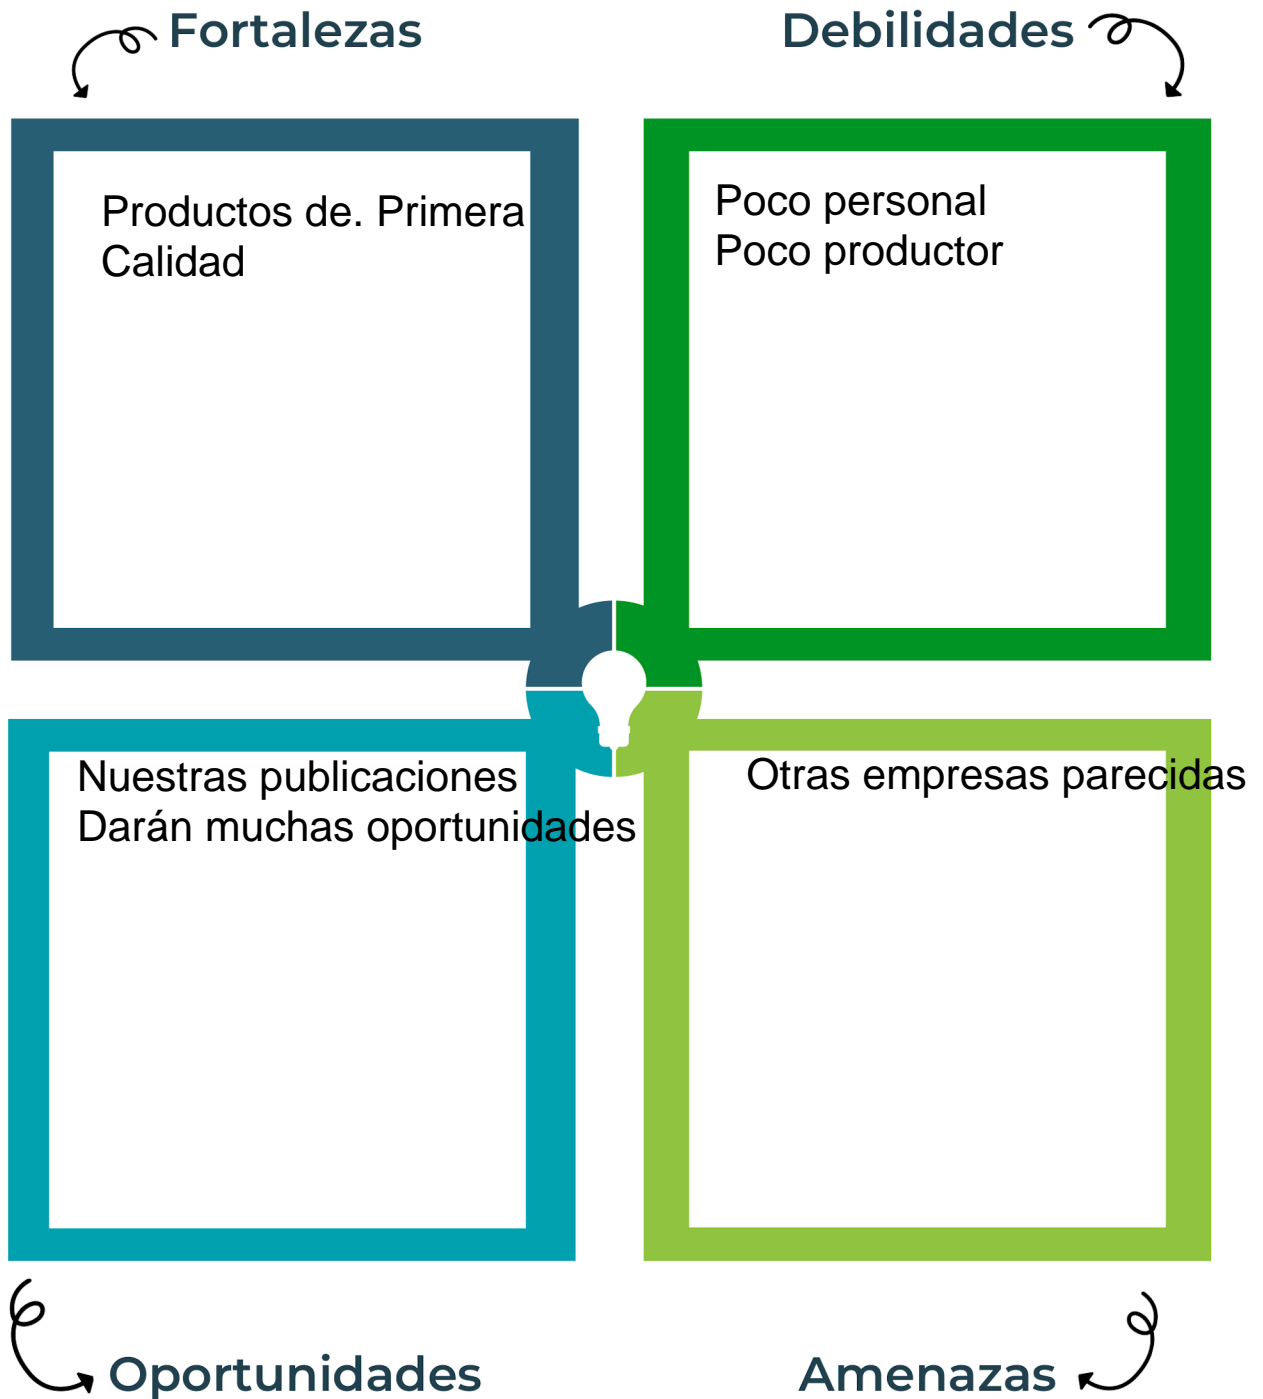 Fortalezas
Debilidades
Productos de. Primera
Calidad
Poco personal
Poco productor
Nuestras publicaciones
Darán muchas oportunidades
Otras empresas parecidas
Oportunidades
Amenazas